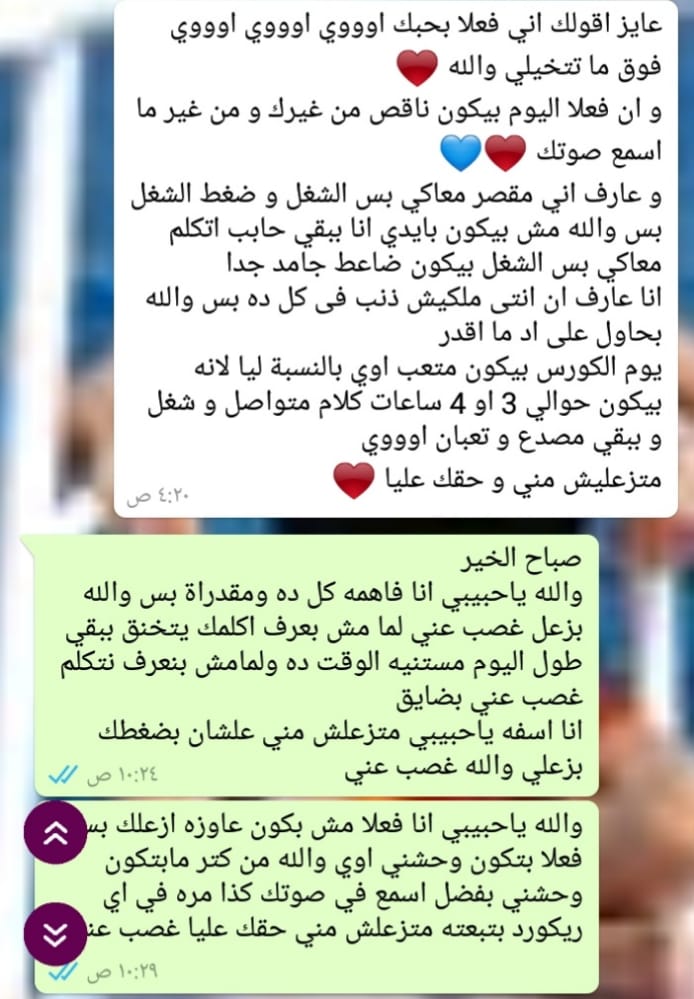 عايز اقولك اني فعلا بحبك اوووي اوووي اوووي
فوق ما تتخيلي والله ❤️
و ان فعلا اليوم بيكون ناقص من غيرك و من غير ما
اسمع صوتك ❤️💙
و عارف اني مقصر معاكي بس الشغل و ضغط الشغل
بس والله مش بيكون بايدي انا ببقي حابب اتكلم
معاكي بس الشغل بيكون ضاعط جامد جدا
انا عارف ان انتى ملكيش ذنب فى كل ده بس والله
بحاول على اد ما اقدر
يوم الكورس بيكون متعب اوي بالنسبة ليا لانه
بيكون حوالي 3 او 4 ساعات كلام متواصل و شغل
و ببقي مصدع و تعبان اوووي
متزعليش مني و حقك عليا ❤️
٤:٢٠ ص
صباح الخير
والله ياحبيبي انا فاهمه كل ده ومقدراة بس والله
بزعل غصب عني لما مش بعرف اكلمك يتخنق ببقي
طول اليوم مستنيه الوقت ده ولمامش بنعرف نتكلم
غصب عني بضايق
انا اسفه ياحبيبي متزعلش مني علشان بضغطك
بزعلي والله غصب عني
١٠:٢٤ ص
والله ياحبيبي انا فعلا مش بكون عاوزه ازعلك بس
فعلا بتكون وحشني اوي والله من كتر مابتكون
وحشني بفضل اسمع في صوتك كذا مره في اي
ريكورد بتبعته متزعلش مني حقك عليا غصب
١٠:٢٩ ص